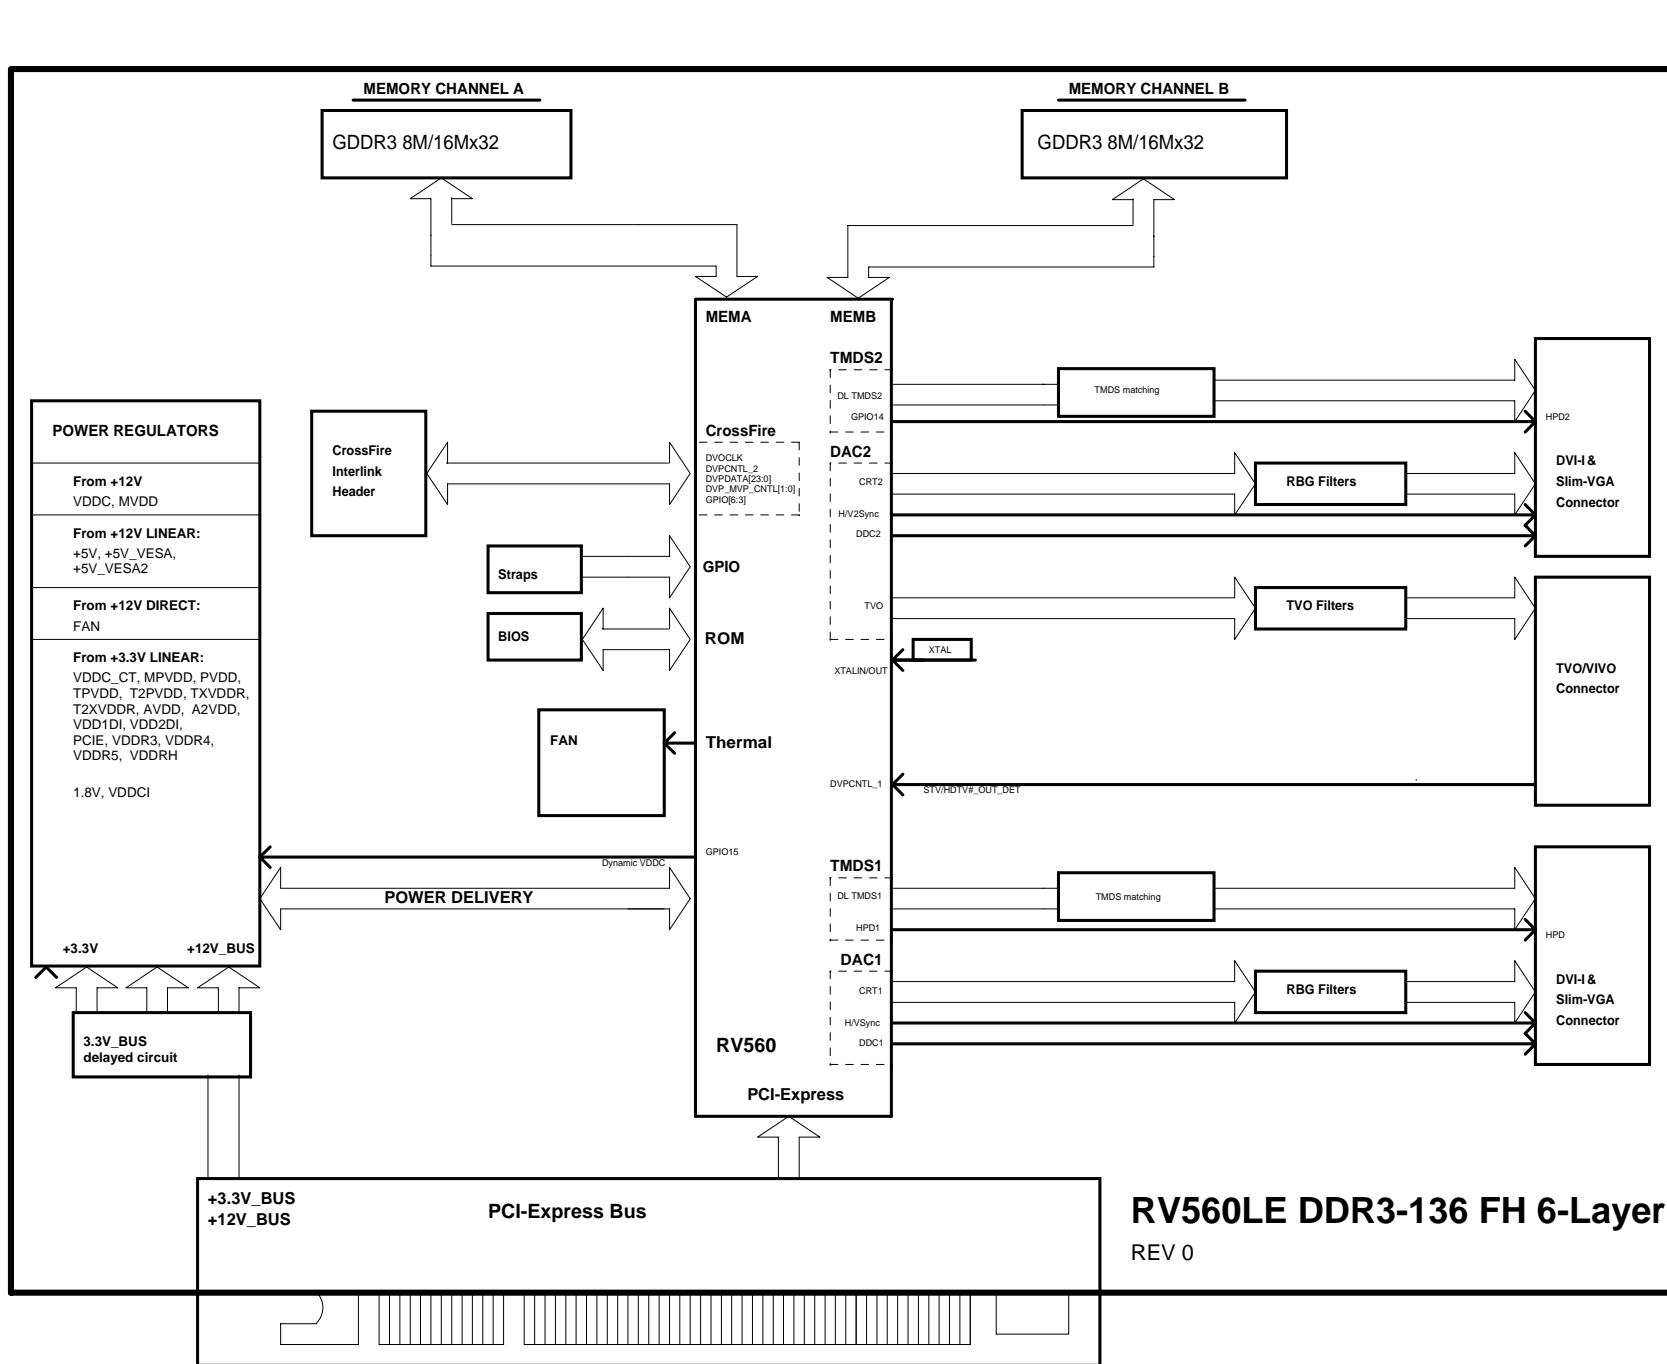 MEMORY CHANNEL A
MEMORY CHANNEL B
GDDR3 8M/16Mx32
GDDR3 8M/16Mx32
MEMA
MEMB
TMDS2
DL TMDS2
GPIO14
TMDS matching
HPD2
DVI-I &
Slim-VGA
Connector
POWER REGULATORS
From +12V
VDDC, MVDD
From +12V LINEAR:
+5V, +5V_VESA,
+5V_VESA2
From +12V DIRECT:
FAN
From +3.3V LINEAR:
VDDC_CT, MPVDD, PVDD,
TPVDD, T2PVDD, TXVDDR,
T2XVDDR, AVDD, A2VDD,
VDD1DI, VDD2DI,
PCIE, VDDR3, VDDR4,
VDDR5, VDDRH
1.8V, VDDCI
+3.3V
+12V_BUS
3.3V_BUS
delayed circuit
CrossFire
Interlink
Header
CrossFire
DVOCLK
DVPCNTL_2
DVPDATA[23:0]
DVP_MVP_CNTL[1:0]
GPIO[6:3]
DAC2
CRT2
H/V2Sync
DDC2
RBG Filters
Straps
GPIO
BIOS
ROM
TVO
TVO Filters
XTAL
XTALIN/OUT
TVO/VIVO
Connector
FAN
Thermal
DVPCNTL_1
STV/HDTV#_OUT_DET
Dynamic VDDC
GPIO15
POWER DELIVERY
TMDS1
DL TMDS1
HPD1
TMDS matching
HPD
DVI-I &
Slim-VGA
Connector
DAC1
CRT1
H/VSync
DDC1
RBG Filters
RV560
PCI-Express
+3.3V_BUS
+12V_BUS
PCI-Express Bus
RV560LE DDR3-136 FH 6-Layer
REV 0